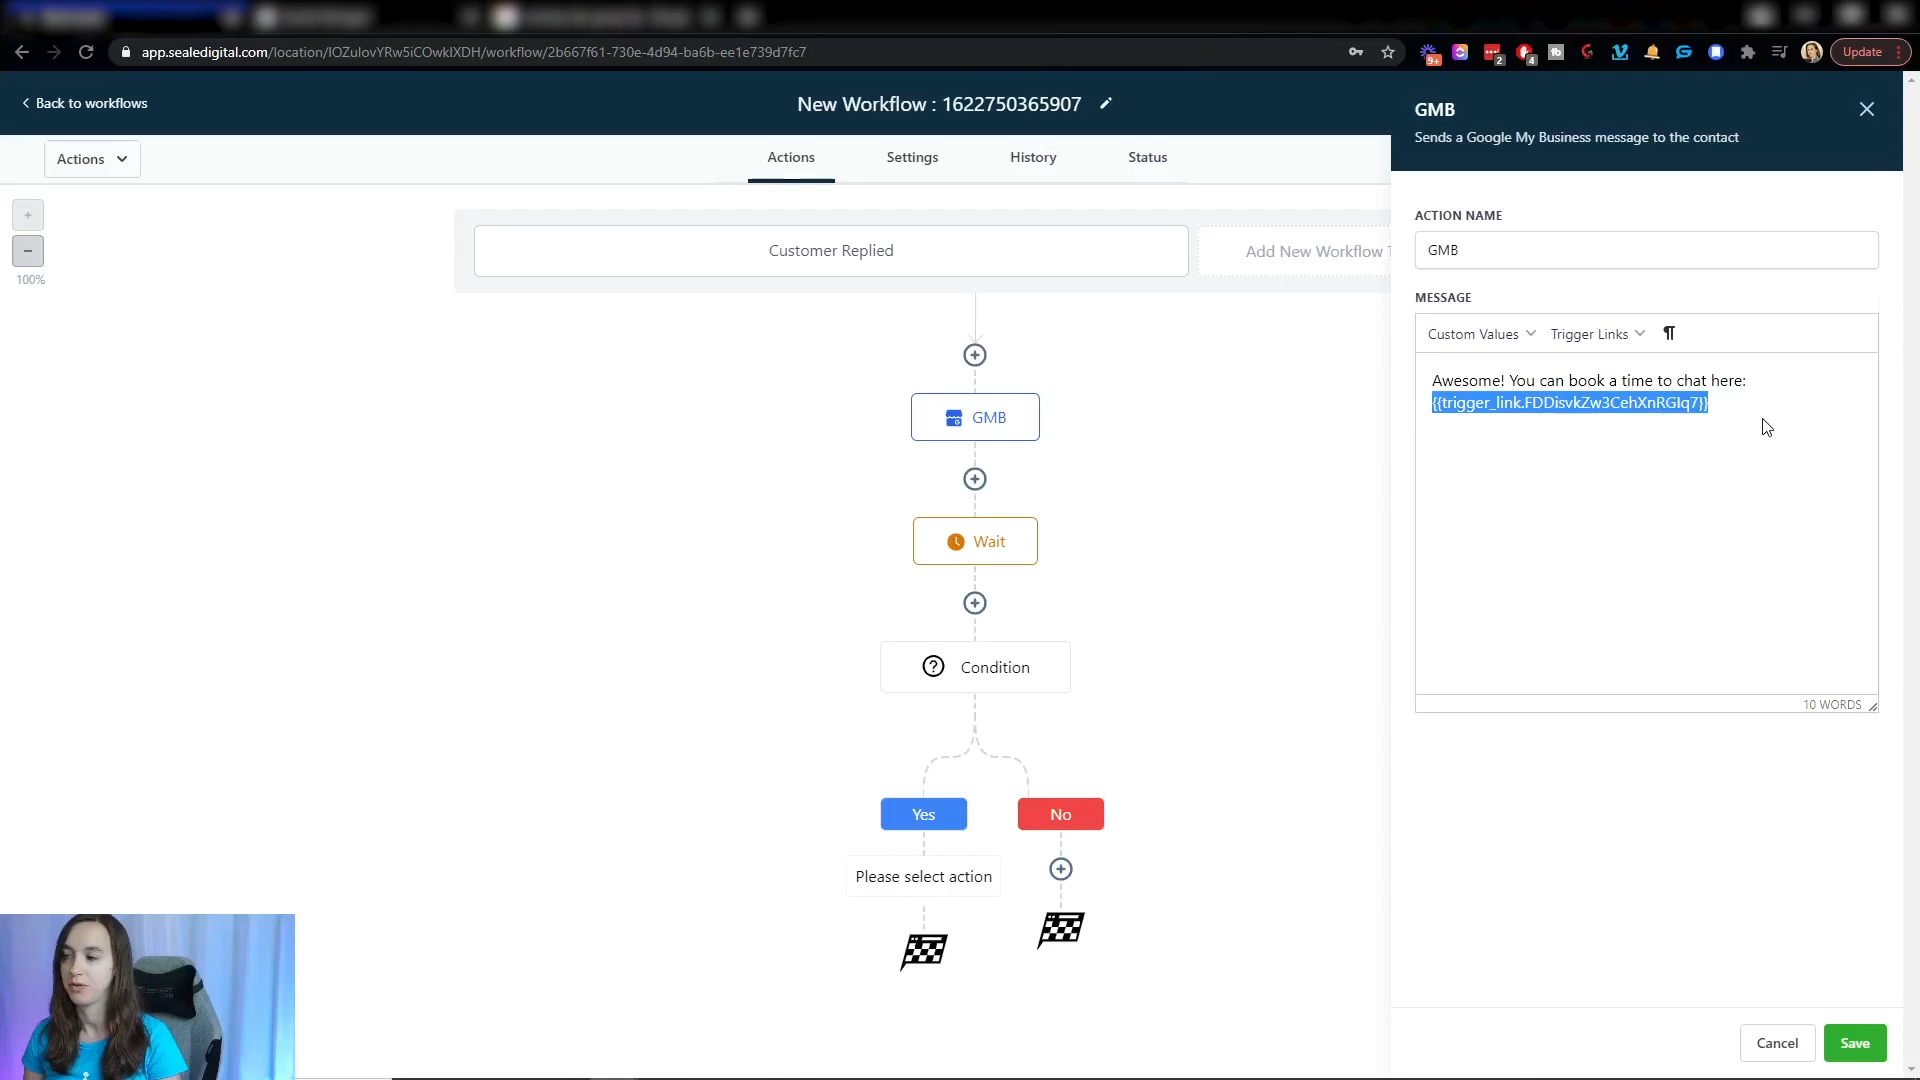 app.sealedigital.com/location/IOZulovYRw5iCOwkIXDH/workflow/2b667f61-730e-4d94-ba6b-ee1e739d7fc7
9+
2
4
Update
Back to workflows
New Workflow : 1622750365907
GMB
Sends a Google My Business message to the contact
Actions
Actions
Settings
History
Status
+
−
100%
Customer Replied
Add New Workflow
ACTION NAME
GMB
MESSAGE
Custom Values
Trigger Links
¶
Awesome! You can book a time to chat here:
{{trigger_link.FDDisvkZw3CehXnRGIq7}}
10 WORDS
GMB
Wait
Condition
Yes
No
Please select action
Cancel
Save